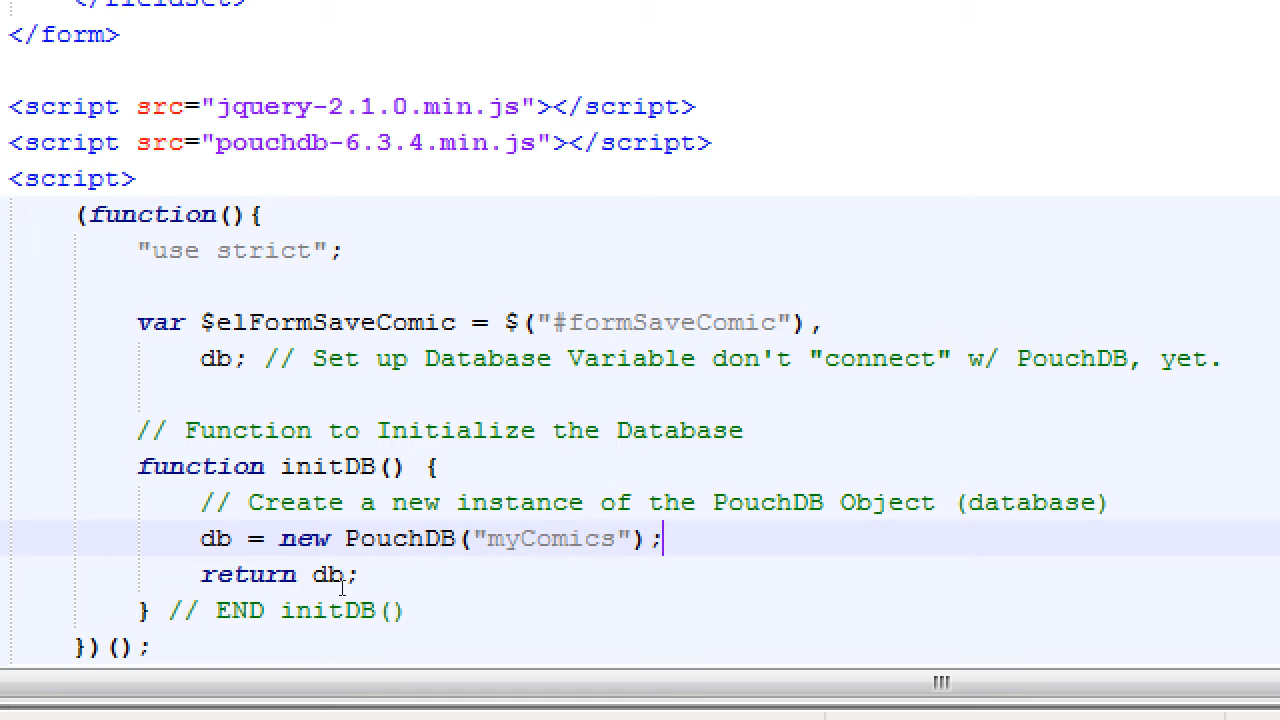 </fieldset>
</form>
<script src="jquery-2.1.0.min.js"></script>
<script src="pouchdb-6.3.4.min.js"></script>
<script>
(function(){
"use strict";
var $elFormSaveComic = $("#formSaveComic"),
db; // Set up Database Variable don't "connect" w/ PouchDB, yet.
// Function to Initialize the Database
function initDB() {
// Create a new instance of the PouchDB Object (database)
db = new PouchDB("myComics");
return db;
} // END initDB()
})();